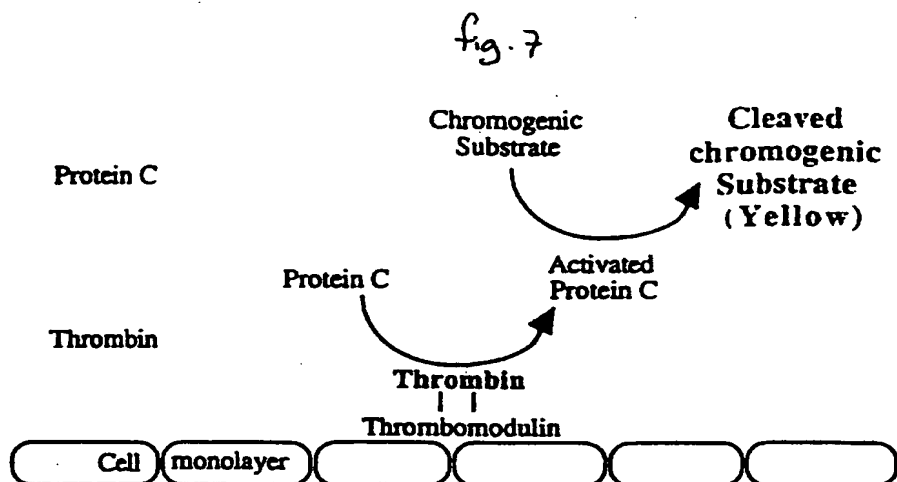 fig. 7
Chromogenic
Substrate
Cleaved
chromogenic
Substrate
(Yellow)
Protein C
Protein C
Activated
Protein C
Thrombin
Thrombin
Thrombomodulin
Cell monolayer